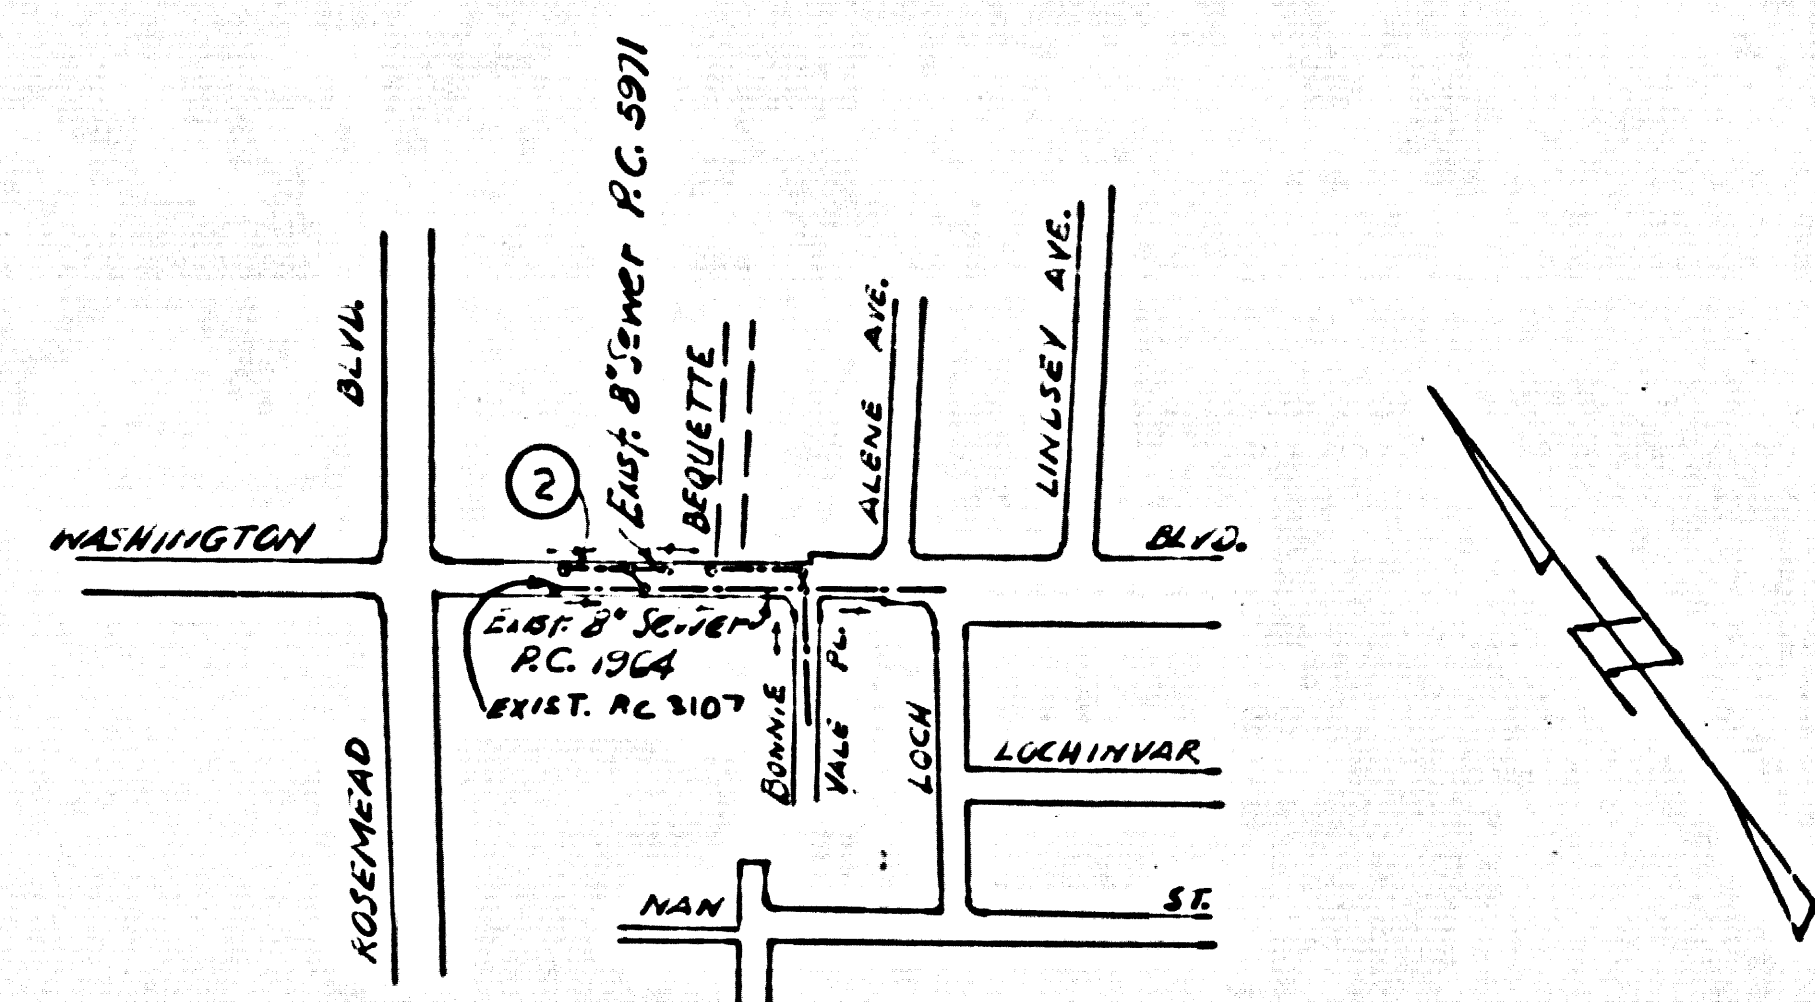 EXIST. 8" Sewer P.C. 5971
BLVD.
BEQUETTE
ALENE AVE.
LINDSEY AVE.
2
WASHINGTON
BLVD.
EXIST. 8" Sewer
P.C. 1964
EXIST. PC 3107
BONNIE
VALE PL.
LOCH
LOCHINVAR
ROSEMEAD
NAN
ST.